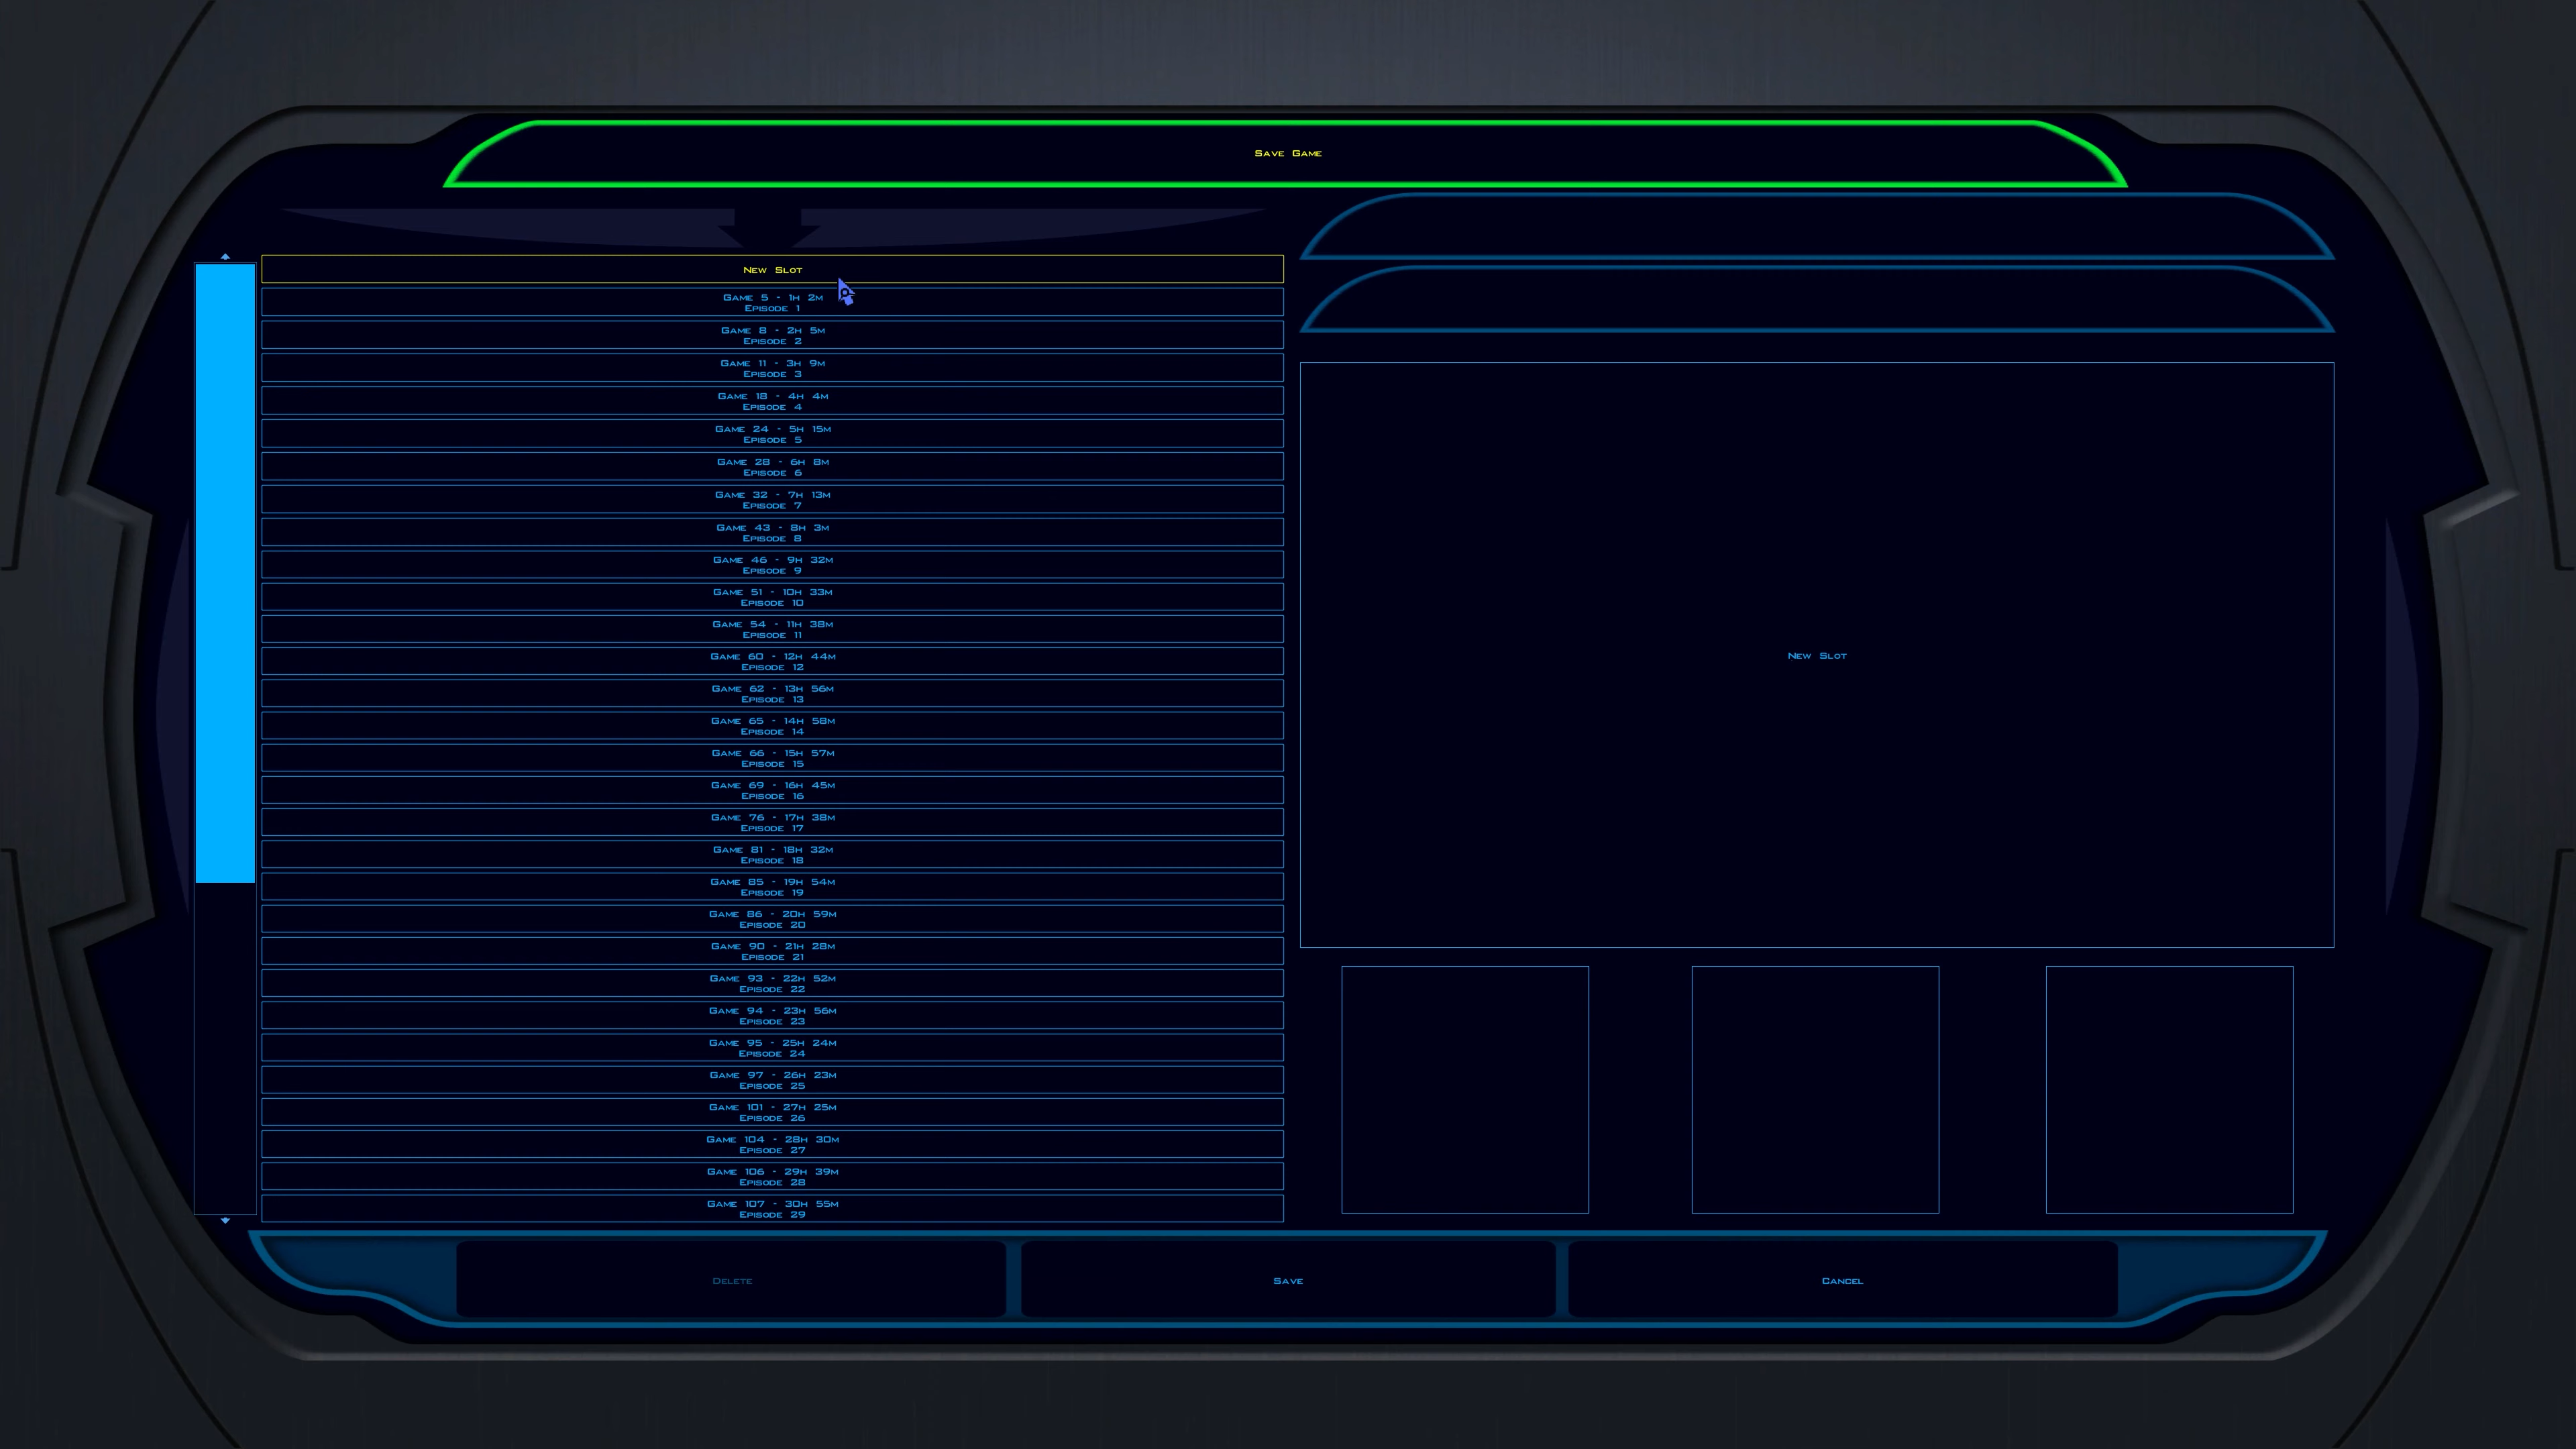 Save Game
New Slot
Game 5 - 1h 2m
Episode 1
Game 8 - 2h 5m
Episode 2
Game 11 - 3h 9m
Episode 3
Game 18 - 4h 4m
Episode 4
Game 24 - 5h 15m
Episode 5
Game 28 - 6h 8m
Episode 6
Game 32 - 7h 13m
Episode 7
Game 43 - 8h 3m
Episode 8
Game 46 - 9h 32m
Episode 9
Game 51 - 10h 33m
Episode 10
Game 54 - 11h 38m
Episode 11
Game 60 - 12h 44m
Episode 12
Game 62 - 13h 56m
Episode 13
Game 65 - 14h 58m
Episode 14
Game 66 - 15h 57m
Episode 15
Game 69 - 16h 45m
Episode 16
Game 76 - 17h 38m
Episode 17
Game 81 - 18h 32m
Episode 18
Game 85 - 19h 54m
Episode 19
Game 86 - 20h 59m
Episode 20
Game 90 - 21h 28m
Episode 21
Game 93 - 22h 52m
Episode 22
Game 94 - 23h 56m
Episode 23
Game 95 - 25h 24m
Episode 24
Game 97 - 26h 23m
Episode 25
Game 101 - 27h 25m
Episode 26
Game 104 - 28h 30m
Episode 27
Game 106 - 29h 39m
Episode 28
Game 107 - 30h 55m
Episode 29
New Slot
Delete
Save
Cancel